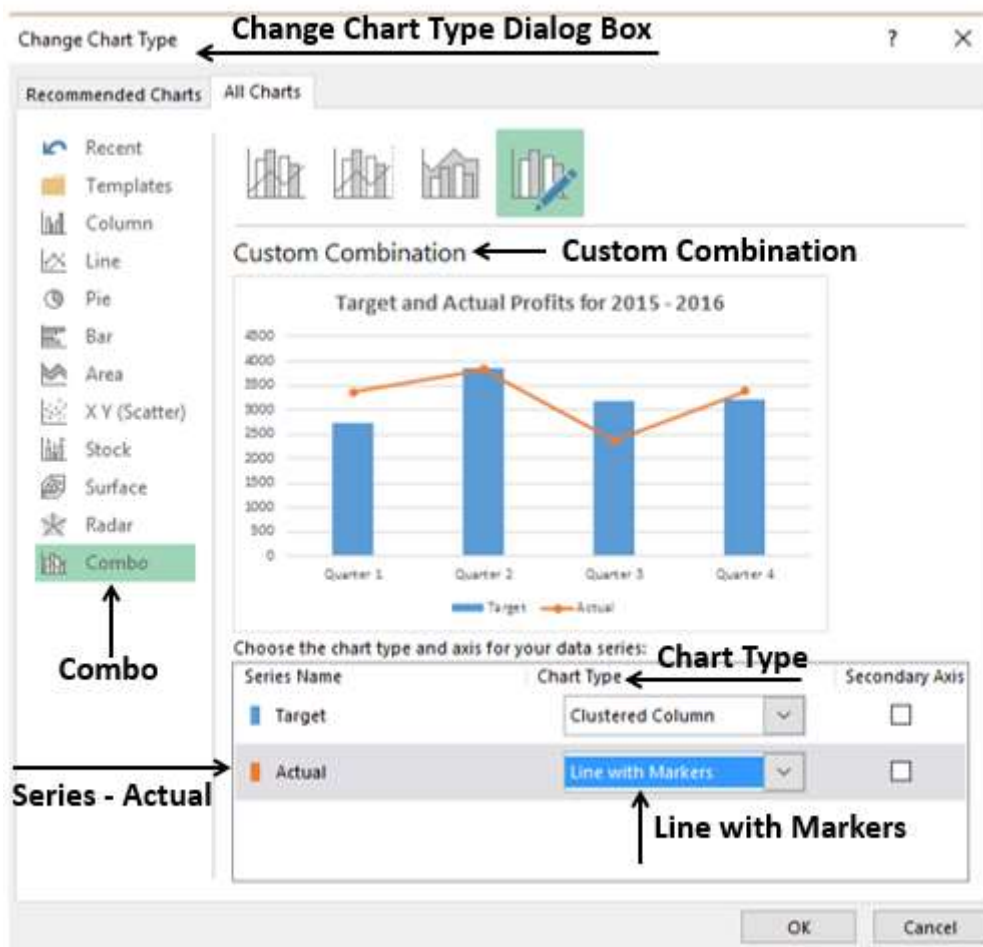 Change Chart Type
Change Chart Type Dialog Box
?
Recommended Charts
All Charts
Recent
Templates
Column
Line
Pie
Bar
Area
X Y (Scatter)
Stock
Surface
Radar
Combo
Combo
Custom Combination
Custom Combination
Target and Actual Profits for 2015 - 2016
4500
4000
3500
3000
2500
2000
1500
1000
500
0
Quarter 1 Quarter 2 Quarter 3 Quarter 4
Target Actual
Choose the chart type and axis for your data series:
Chart Type
Series Name Chart Type Secondary Axis
Target Clustered Column
Actual Line with Markers
Series - Actual
Line with Markers
OK Cancel